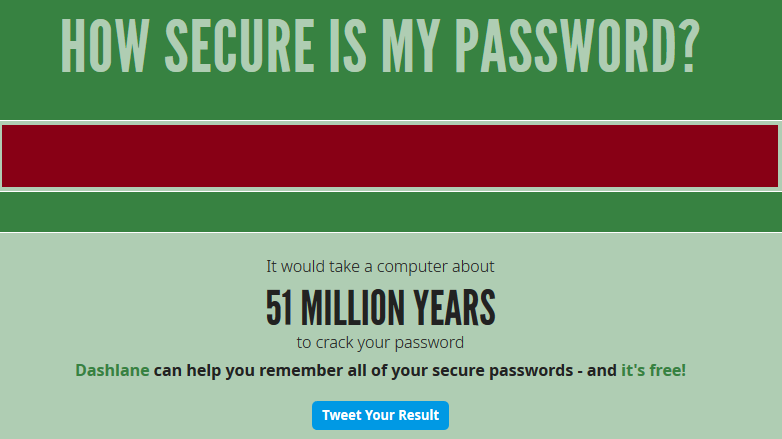 HOW SECURE IS MY PASSWORD?
It would take a computer about
51 MILLION YEARS
to crack your password
Dashlane can help you remember all of your secure passwords - and it's free!
Tweet Your Result